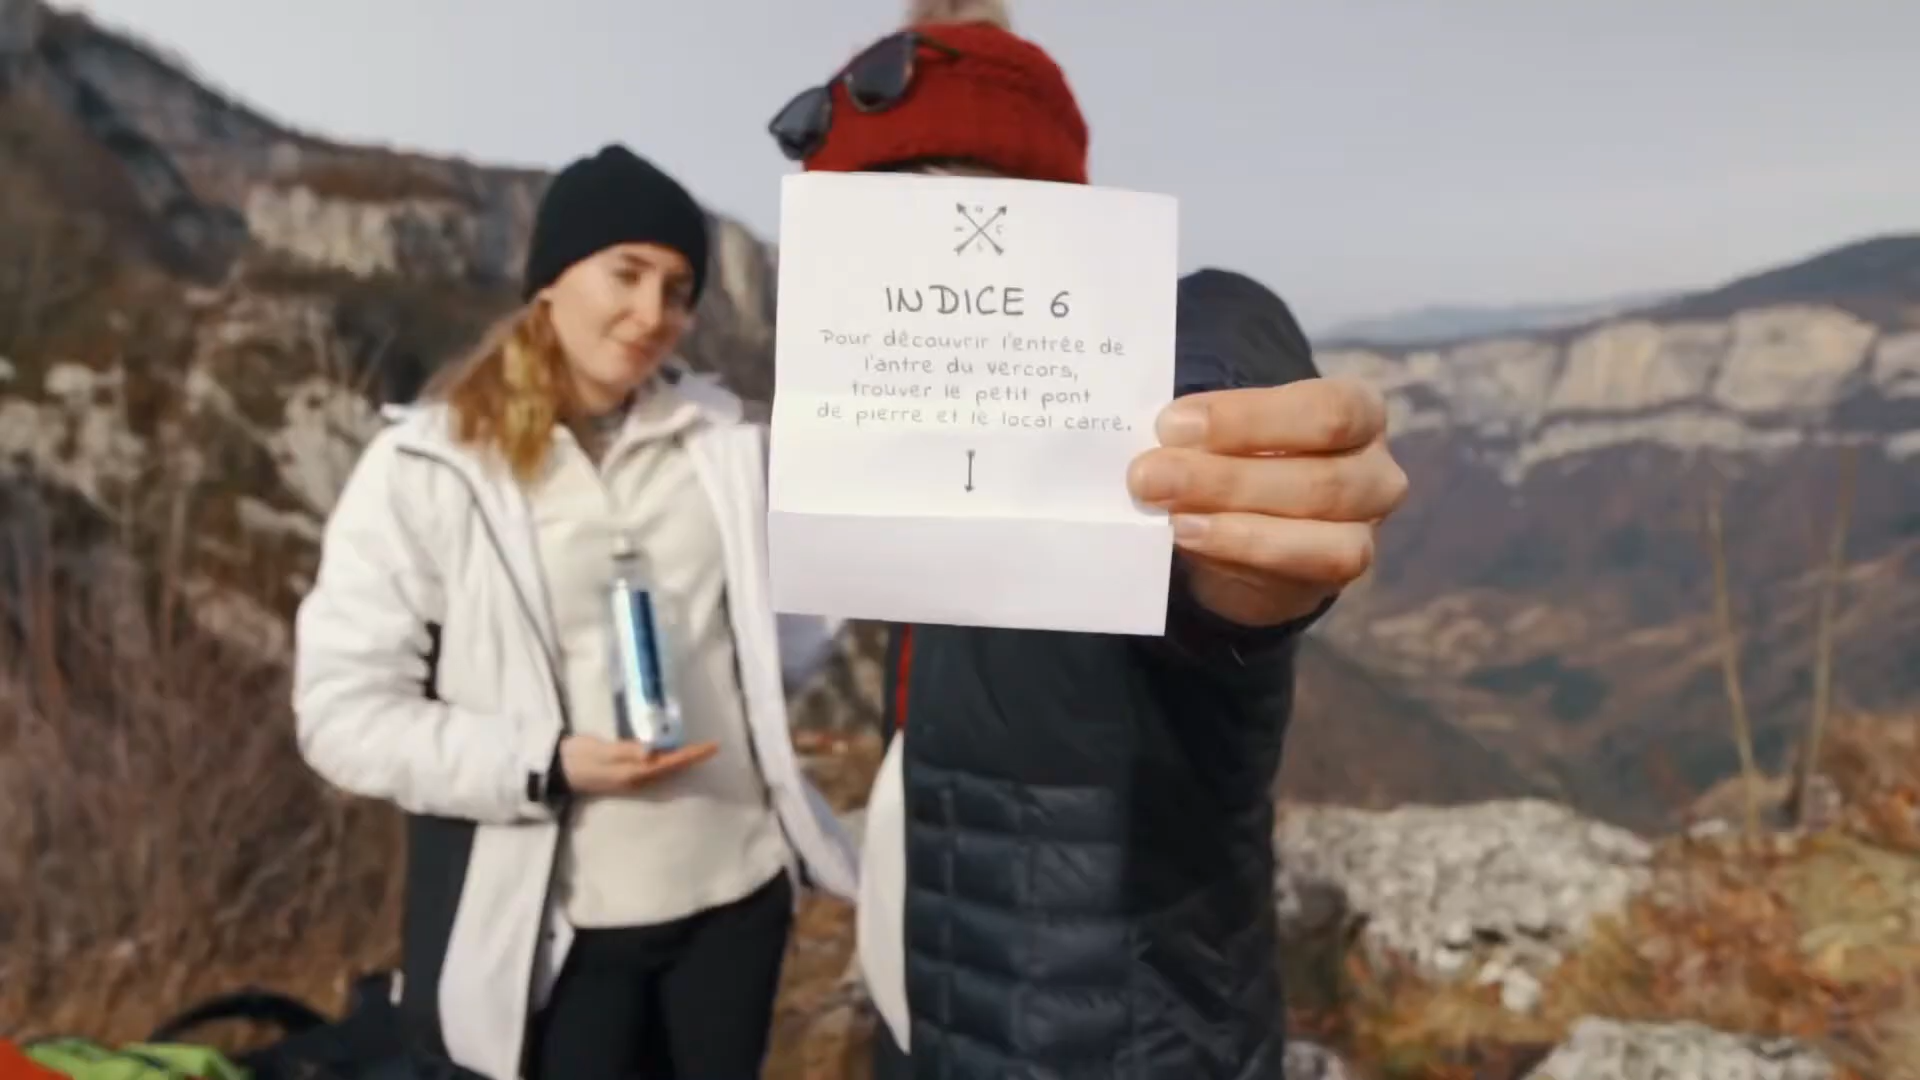 INDICE 6
Pour découvrir l'entrée de
l'antre du vercors,
trouver le petit pont
de pierre et le local carré.